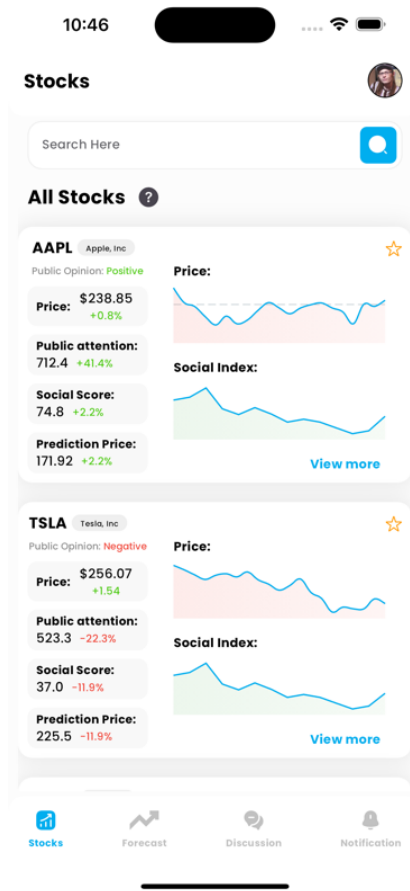 10:46
Stocks
Search Here
All Stocks ?
AAPL Apple, Inc
Public Opinion: Positive
Price: $238.85
+0.8%
Public attention:
712.4 +41.4%
Social Score:
74.8 +2.2%
Prediction Price:
171.92 +2.2%
Price:
Social Index:
View more
TSLA Tesla, Inc
Public Opinion: Negative
Price: $256.07
+1.54
Public attention:
523.3 -22.3%
Social Score:
37.0 -11.9%
Prediction Price:
225.5 -11.9%
Price:
Social Index:
View more
Stocks Forecast Discussion Notification